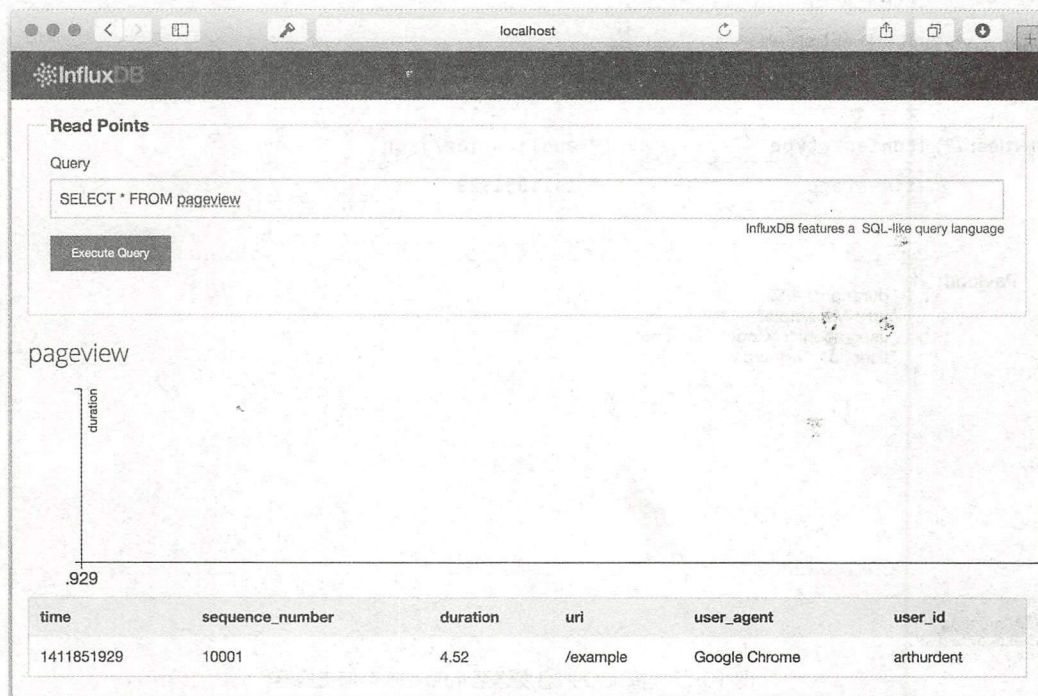 localhost
InfluxDB
Read Points
Query
SELECT * FROM pageview
InfluxDB features a SQL-like query language
Execute Query
pageview
duration
.929
time sequence_number duration uri user_agent user_id
1411851929 10001 4.52 /example Google Chrome arthurdent